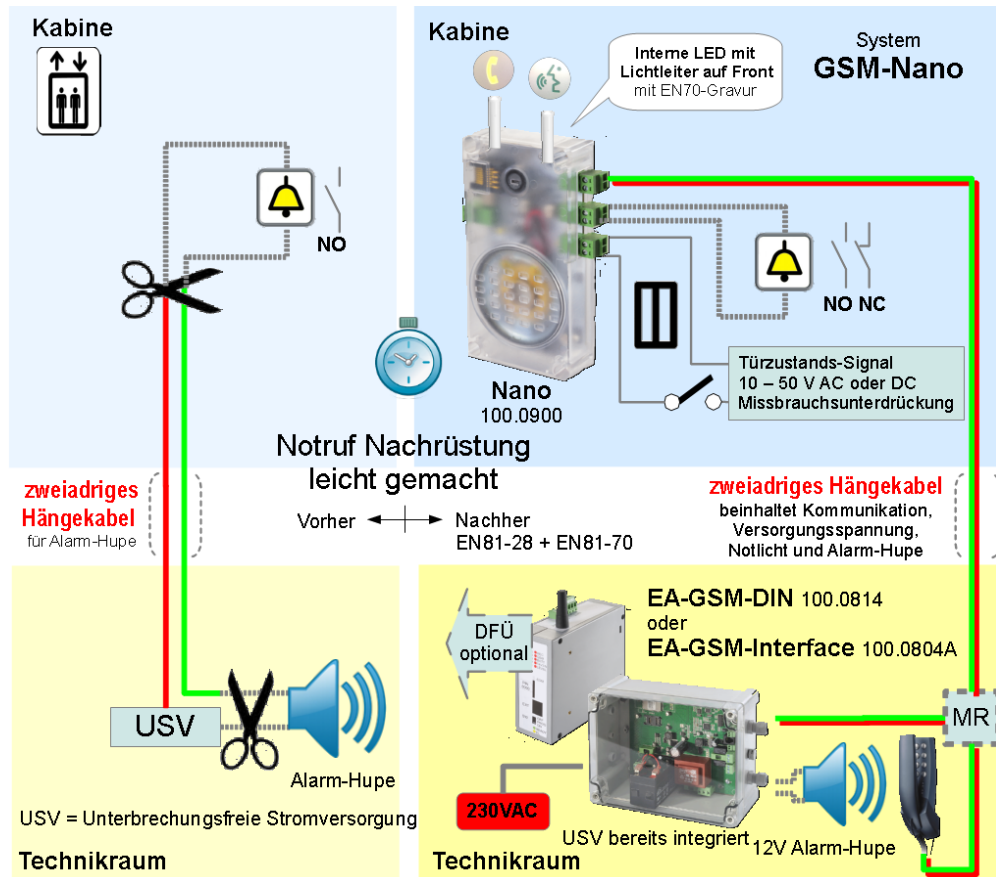 Kabine
NO
Kabine
Interne LED mit
Lichtleiter auf Front
mit EN70-Gravur
System
GSM-Nano
NO NC
Nano
100.0900
Türzustands-Signal
10 – 50 V AC oder DC
Missbrauchsunterdrückung
Notruf Nachrüstung
leicht gemacht
Vorher
Nachher
EN81-28 + EN81-70
zweiadriges
Hängekabel
für Alarm-Hupe
zweiadriges Hängekabel
beinhaltet Kommunikation,
Versorgungsspannung,
Notlicht und Alarm-Hupe
USV
Alarm-Hupe
USV = Unterbrechungsfreie Stromversorgung
Technikraum
EA-GSM-DIN 100.0814
oder
EA-GSM-Interface 100.0804A
DFÜ
optional
MR
230VAC
USV bereits integriert
12V Alarm-Hupe
Technikraum